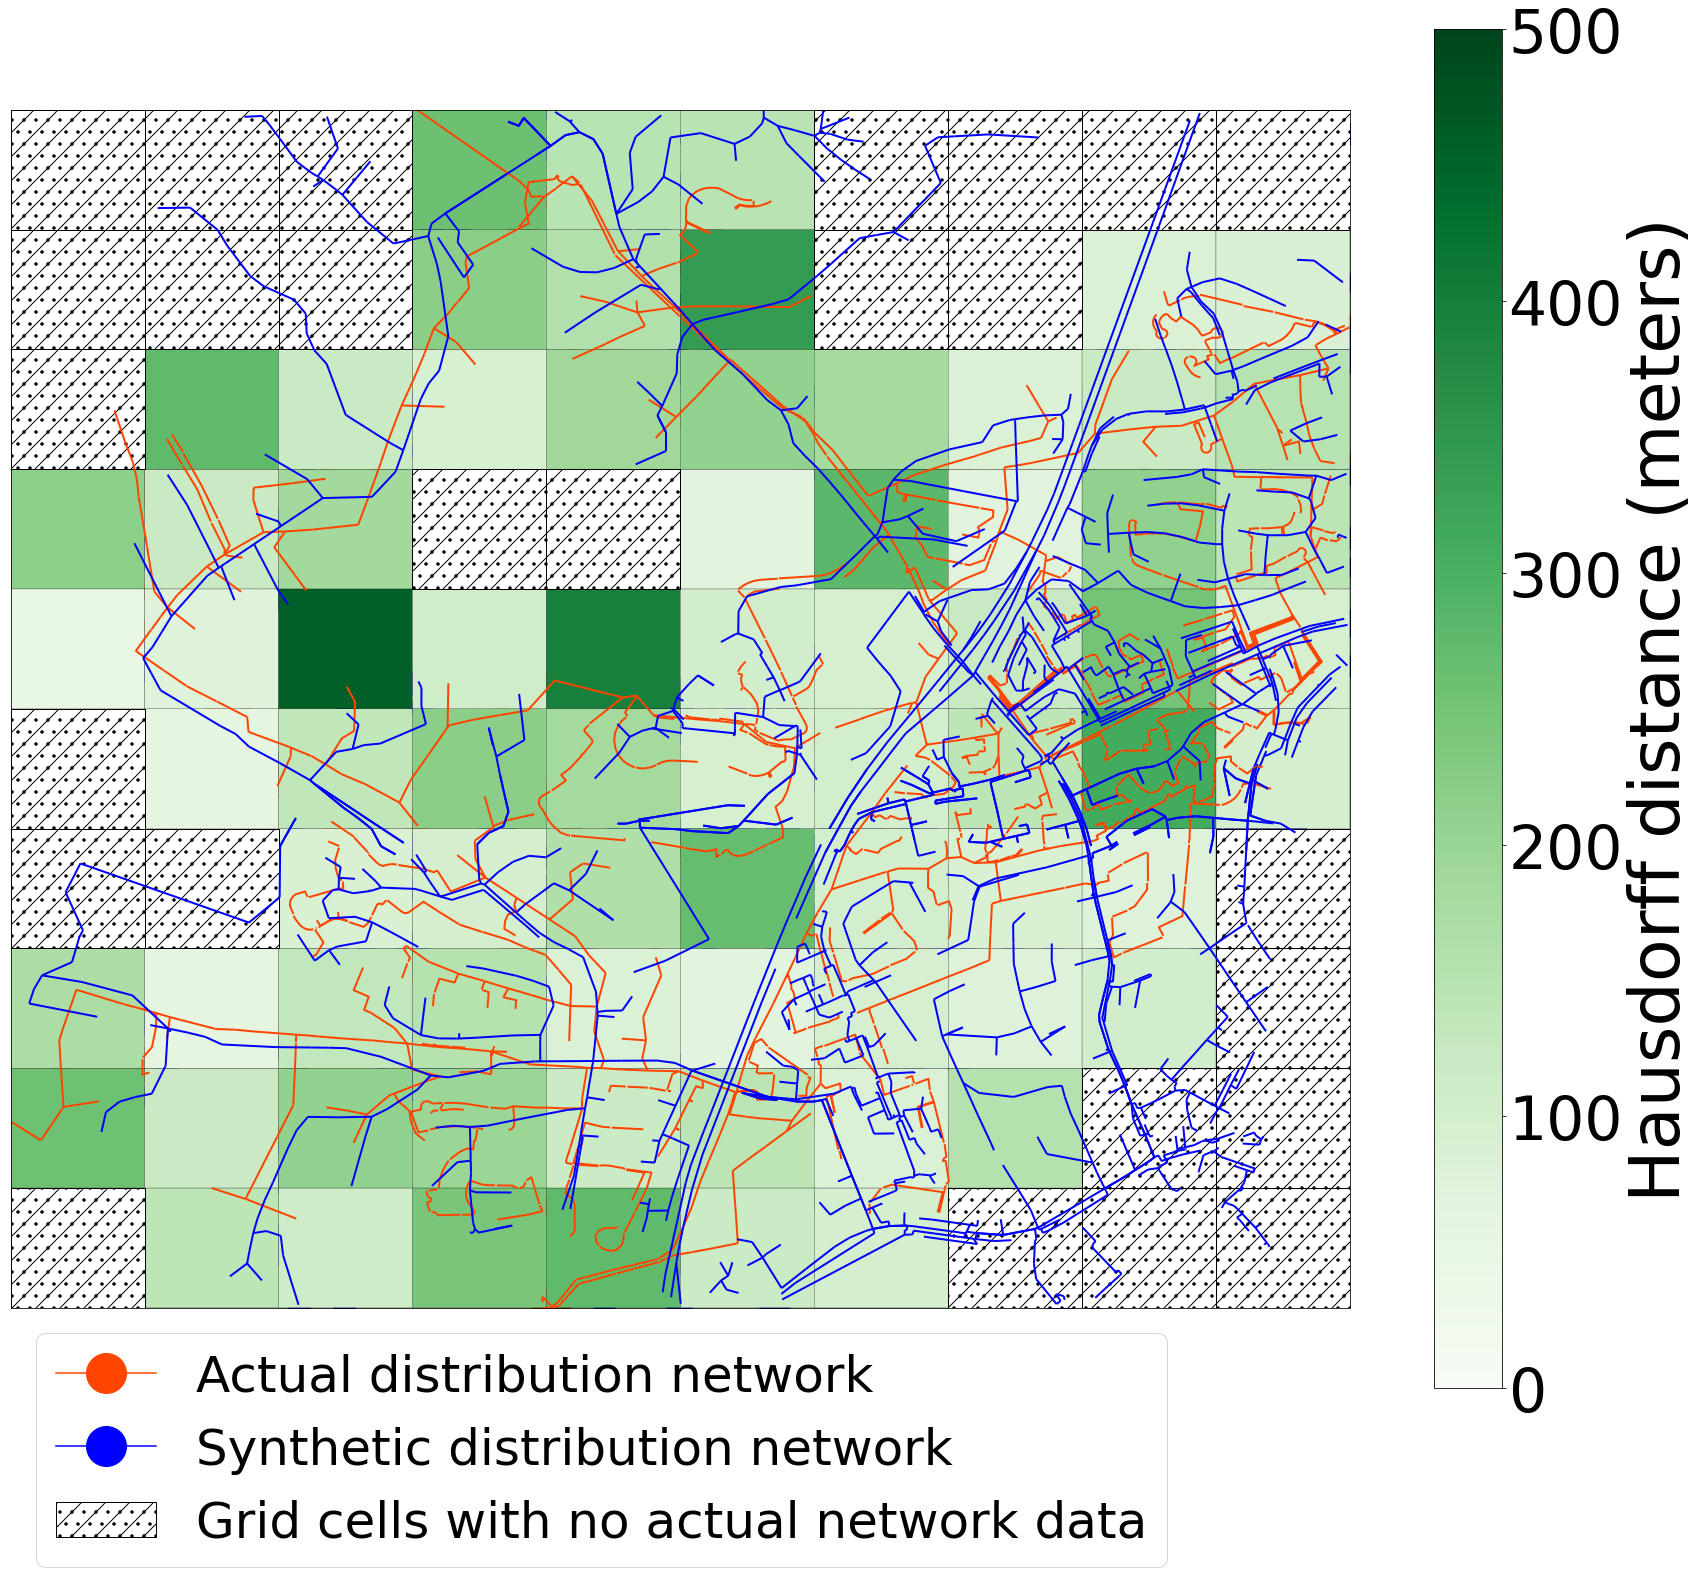 500
400
300
200
100
0
Hausdorff distance (meters)
Actual distribution network
Synthetic distribution network
Grid cells with no actual network data